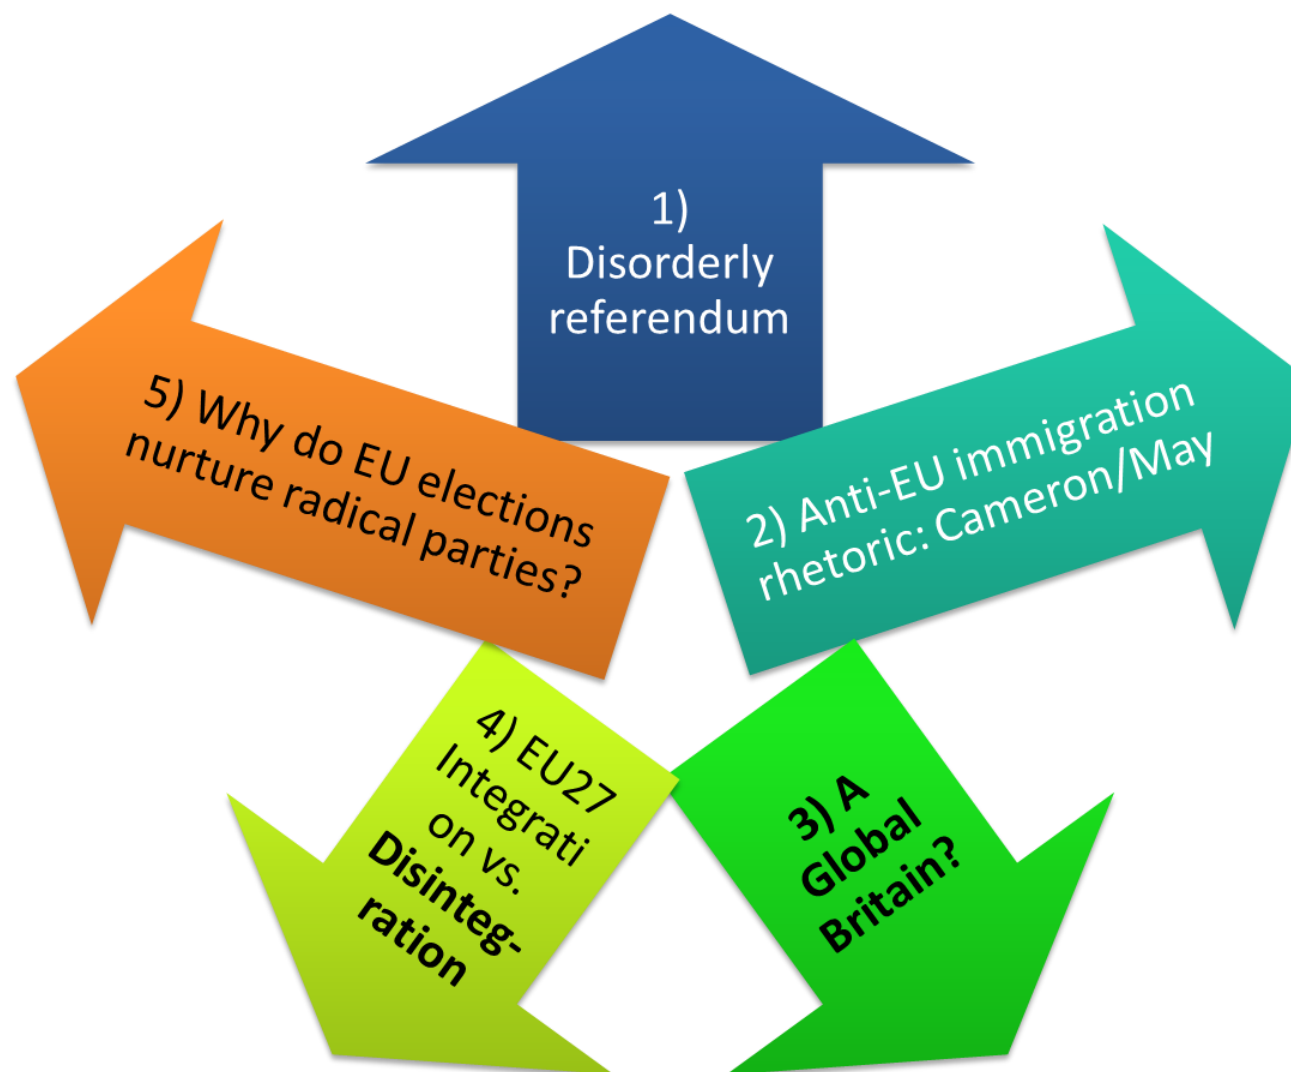 1)
Disorderly
referendum
2) Anti-EU immigration
rhetoric: Cameron/May
3) A
Global
Britain?
4) EU27
Integrati
on vs.
Disinteg-
ration
5) Why do EU elections
nurture radical parties?